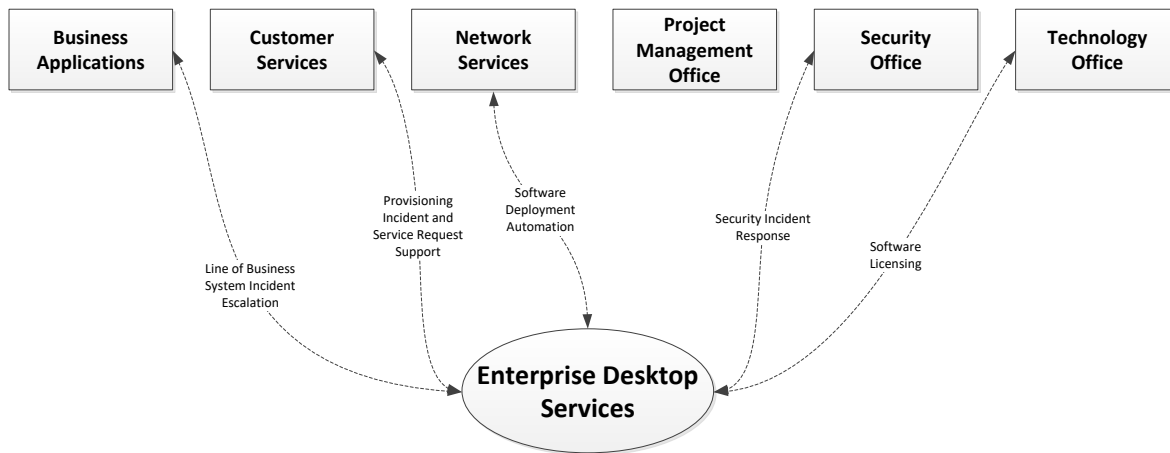 Business
Applications
Customer
Services
Network
Services
Project
Management
Office
Security
Office
Technology
Office
Provisioning
Incident and
Service Request
Support
Software
Deployment
Automation
Security Incident
Response
Software
Licensing
Line of Business
System Incident
Escalation
Enterprise Desktop
Services